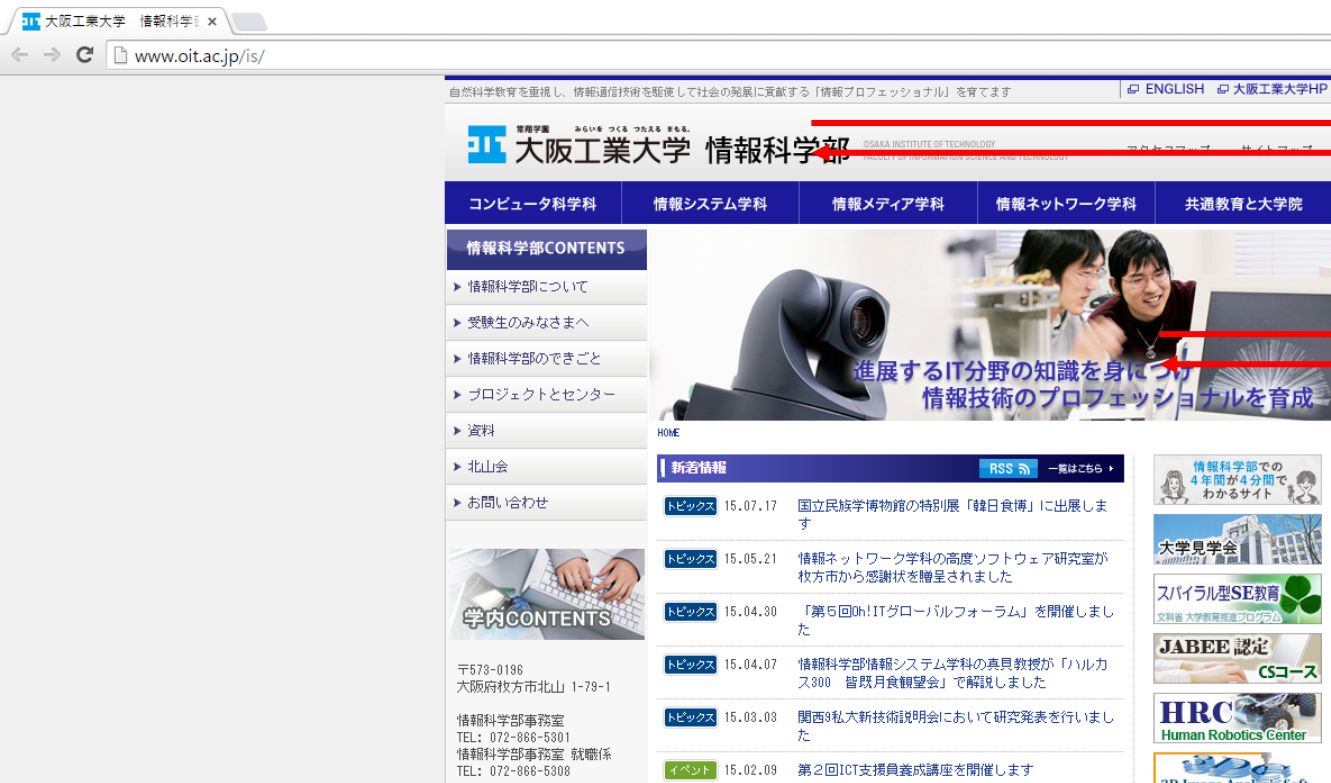 大阪工業大学　情報科学
www.oit.ac.jp/is/
自然科学教育を重視し、情報通信技術を駆使して社会の発展に貢献する「情報プロフェッショナル」を育てます
ENGLISH 大阪工業大学HP
常翔学園 みらいを つくる つたえる まもる。
大阪工業大学 情報科学部
OSAKA INSTITUTE OF TECHNOLOGY
FACULTY OF INFORMATION SCIENCE AND TECHNOLOGY
アクセスマップ サイトマップ
コンピュータ科学科 情報システム学科 情報メディア学科 情報ネットワーク学科 共通教育と大学院
情報科学部CONTENTS
情報科学部について
受験生のみなさまへ
情報科学部のできごと
プロジェクトとセンター
資料
北山会
お問い合わせ
学内CONTENTS
〒573-0196
大阪府枚方市北山 1-79-1
情報科学部事務室
TEL: 072-866-5301
情報科学部事務室 就職係
TEL: 072-866-5308
進展するIT分野の知識を身につけ
情報技術のプロフェッショナルを育成
HOME
新着情報 RSS 一覧はこちら
トピックス 15.07.17 国立民族学博物館の特別展「韓日食博」に出展しま
す
トピックス 15.05.21 情報ネットワーク学科の高度ソフトウェア研究室が
枚方市から感謝状を贈呈されました
トピックス 15.04.30 「第５回Oh!ITグローバルフォーラム」を開催しまし
た
トピックス 15.04.07 情報科学部情報システム学科の真貝教授が「ハルカ
ス300　皆既月食観望会」で解説しました
トピックス 15.03.03 関西9私大新技術説明会において研究発表を行いまし
た
イベント 15.02.09 第２回ICT支援員養成講座を開催します
情報科学部での
４年間が４分間で
わかるサイト
大学見学会
スパイラル型SE教育
文科省 大学教育推進プログラム
JABEE 認定
CSコース
HRC
Human Robotics Center